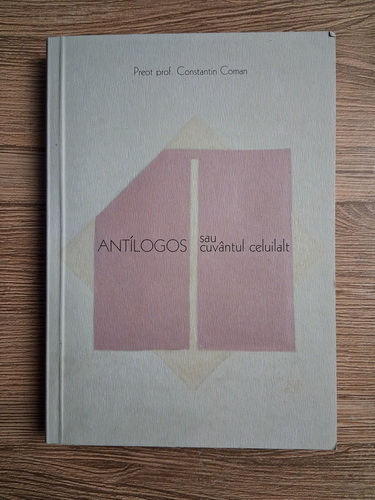 Preot prof. Constantin Coman
ANTÍLOGOS sau
cuvântul celuilalt